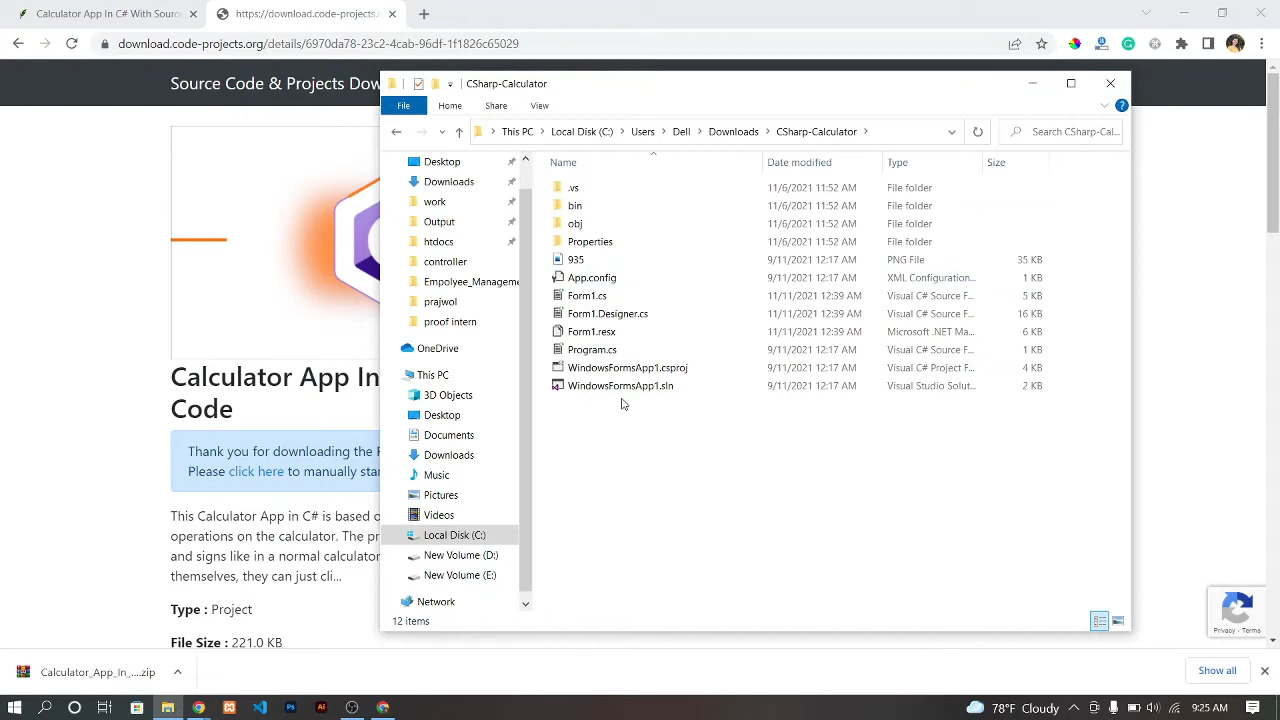 Calculator App In C# With Source
https://download.code-projects.
download.code-projects.org/details/6970da78-23c2-4cab-
df-1f1826c65029
Source Code & Projects Dow
CSharp-Calculator
File
Home
Share
View
This PC
Local Disk (C:)
Users
Dell
Downloads
CSharp-Calculator
Search CSharp-Cal...
Desktop
Downloads
work
Output
htdocs
controller
Empolyee_Manageme
prajwol
proof intern
OneDrive
This PC
3D Objects
Desktop
Documents
Downloads
Music
Pictures
Videos
Local Disk (C:)
New Volume (D:)
New Volume (E:)
Network
Name Date modified Type Size
.vs 11/6/2021 11:52 AM File folder
bin 11/6/2021 11:52 AM File folder
obj 11/6/2021 11:52 AM File folder
Properties 11/6/2021 11:52 AM File folder
935 9/11/2021 12:17 AM PNG File 35 KB
App.config 9/11/2021 12:17 AM XML Configuration... 1 KB
Form1.cs 11/11/2021 12:39 AM Visual C# Source F... 5 KB
Form1.Designer.cs 11/11/2021 12:39 AM Visual C# Source F... 16 KB
Form1.resx 11/11/2021 12:39 AM Microsoft .NET Ma... 6 KB
Program.cs 9/11/2021 12:17 AM Visual C# Source F... 1 KB
WindowsFormsApp1.csproj 9/11/2021 12:17 AM Visual C# Project F... 4 KB
WindowsFormsApp1.sln 9/11/2021 12:17 AM Visual Studio Solut... 2 KB
12 items
Calculator App In
Code
Thank you for downloading the
Please click here to manually star
This Calculator App in C# is based o
operations on the calculator. The pr
and signs like in a normal calculator
themselves, they can just cli...
Type : Project
File Size : 221.0 KB
Privacy - Terms
Calculator_App_In_....zip
Show all
Ps
Ai
78°F Cloudy
9:25 AM